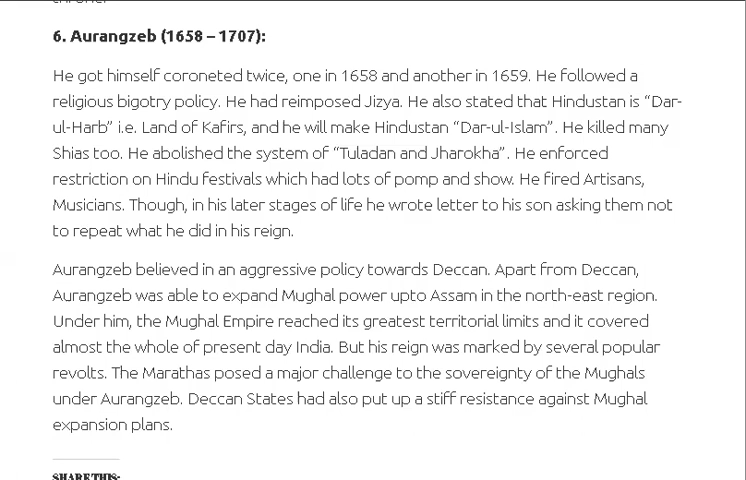 6. Aurangzeb (1658 – 1707):
He got himself coroneted twice, one in 1658 and another in 1659. He followed a
religious bigotry policy. He had reimposed Jizya. He also stated that Hindustan is “Dar-
ul-Harb” i.e. Land of Kafirs, and he will make Hindustan “Dar-ul-Islam”. He killed many
Shias too. He abolished the system of “Tuladan and Jharokha”. He enforced
restriction on Hindu festivals which had lots of pomp and show. He fired Artisans,
Musicians. Though, in his later stages of life he wrote letter to his son asking them not
to repeat what he did in his reign.
Aurangzeb believed in an aggressive policy towards Deccan. Apart from Deccan,
Aurangzeb was able to expand Mughal power upto Assam in the north-east region.
Under him, the Mughal Empire reached its greatest territorial limits and it covered
almost the whole of present day India. But his reign was marked by several popular
revolts. The Marathas posed a major challenge to the sovereignty of the Mughals
under Aurangzeb. Deccan States had also put up a stiff resistance against Mughal
expansion plans.
SHARE THIS: